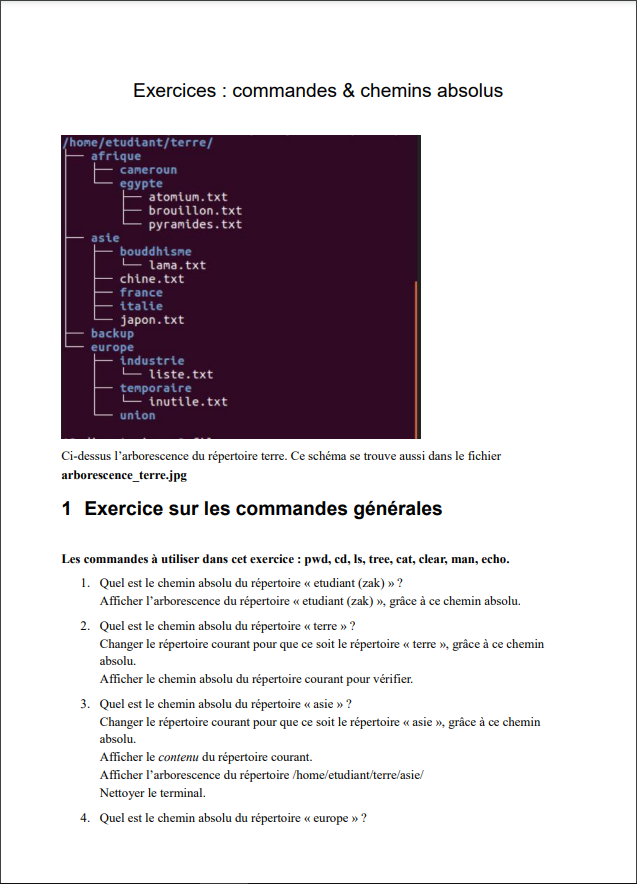 Exercices : commandes & chemins absolus
/home/etudiant/terre/
├── afrique
│   ├── cameroun
│   └── egypte
│       ├── atomium.txt
│       ├── brouillon.txt
│       └── pyramides.txt
├── asie
│   ├── bouddhisme
│   │   └── lama.txt
│   ├── chine.txt
│   ├── france
│   ├── italie
│   └── japon.txt
├── backup
└── europe
    ├── industrie
    │   └── liste.txt
    ├── temporaire
    │   └── inutile.txt
    └── union
Ci-dessus l’arborescence du répertoire terre. Ce schéma se trouve aussi dans le fichier
arborescence_terre.jpg
1 Exercice sur les commandes générales
Les commandes à utiliser dans cet exercice : pwd, cd, ls, tree, cat, clear, man, echo.
1. Quel est le chemin absolu du répertoire « etudiant (zak) » ?
Afficher l’arborescence du répertoire « etudiant (zak) », grâce à ce chemin absolu.
2. Quel est le chemin absolu du répertoire « terre » ?
Changer le répertoire courant pour que ce soit le répertoire « terre », grâce à ce chemin
absolu.
Afficher le chemin absolu du répertoire courant pour vérifier.
3. Quel est le chemin absolu du répertoire « asie » ?
Changer le répertoire courant pour que ce soit le répertoire « asie », grâce à ce chemin
absolu.
Afficher le contenu du répertoire courant.
Afficher l’arborescence du répertoire /home/etudiant/terre/asie/
Nettoyer le terminal.
4. Quel est le chemin absolu du répertoire « europe » ?